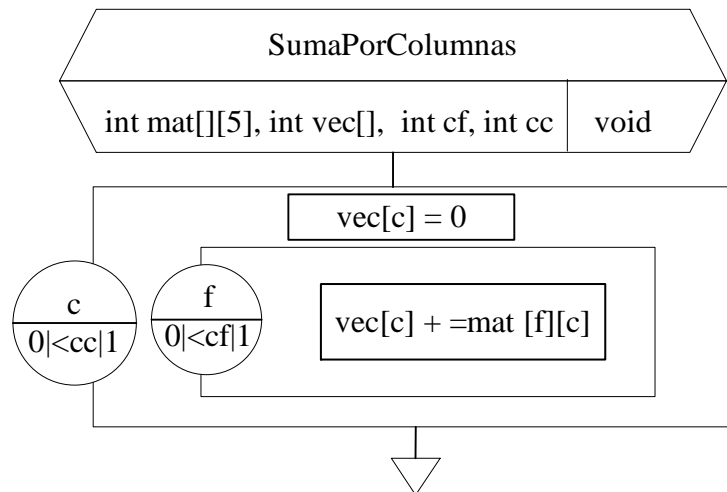 SumaPorColumnas
int mat[][5], int vec[], int cf, int cc void
vec[c] = 0
c
0|<cc|1
f
0|<cf|1
vec[c] + =mat [f][c]